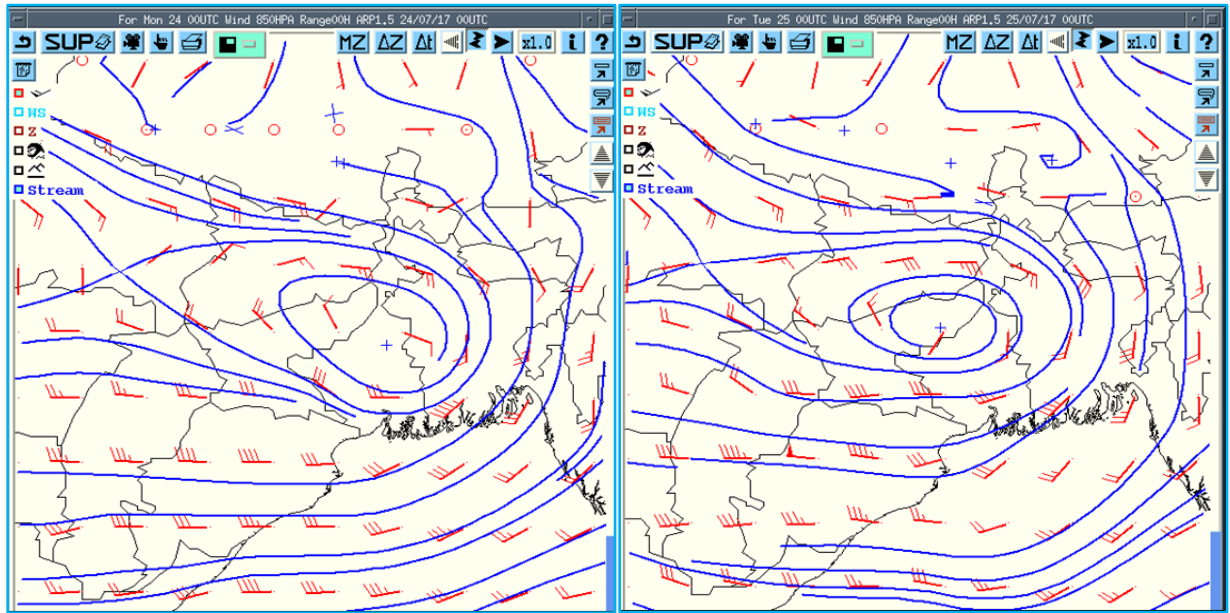 For Mon 24 00UTC Wind 850HPA Range00H ARP1.5 24/07/17 00UTC
SUP MZ ΔZ Δt x1.0 i ?
WS
Z
Stream
For Tue 25 00UTC Wind 850HPA Range00H ARP1.5 25/07/17 00UTC
SUP MZ ΔZ Δt x1.0 i ?
WS
Z
Stream